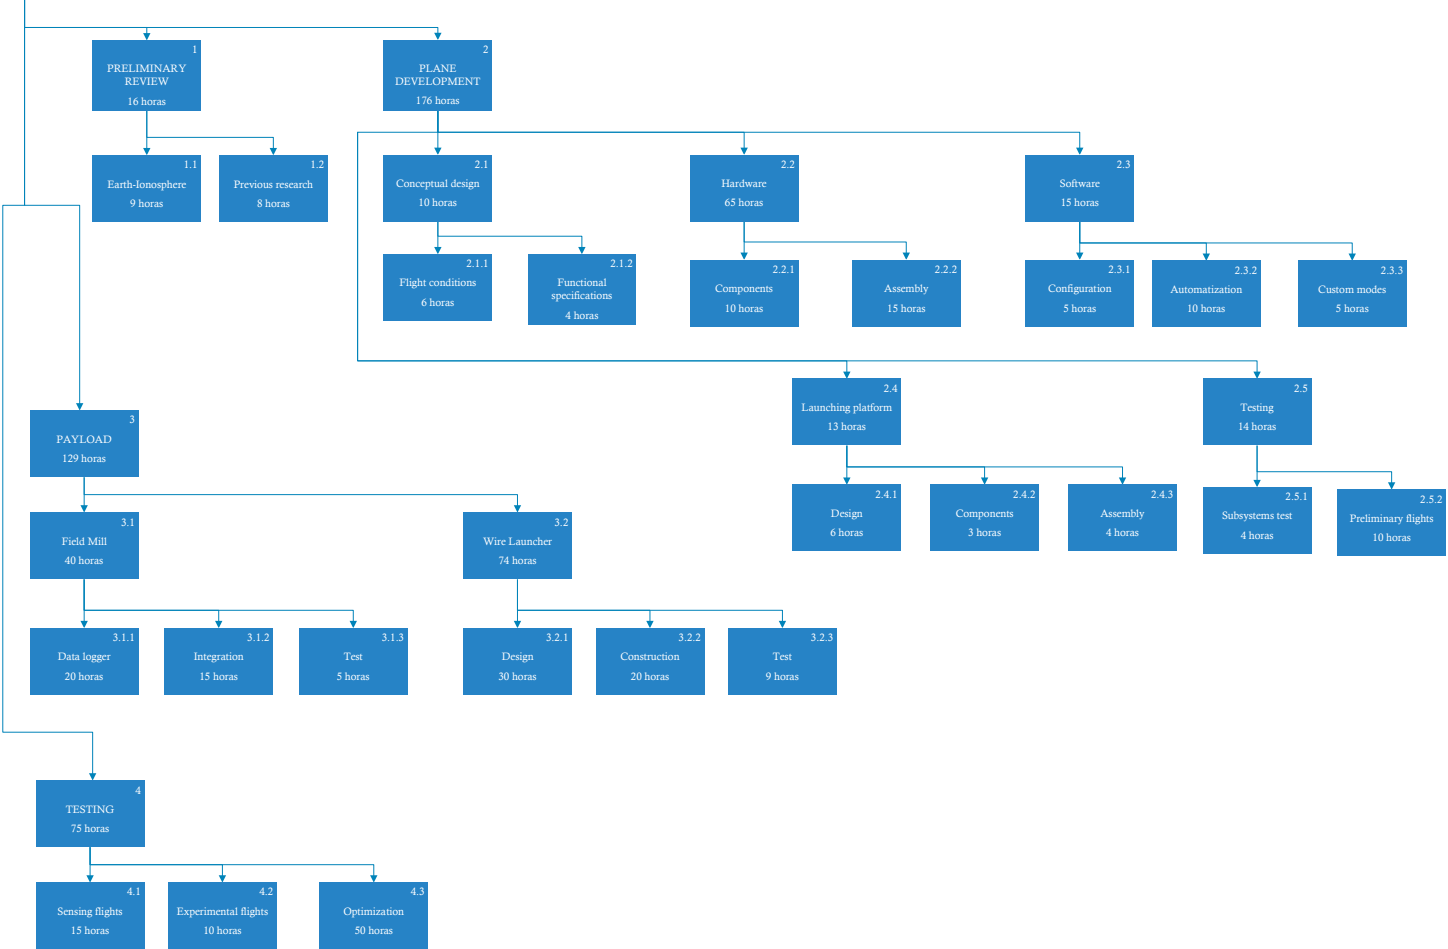 1
PRELIMINARY
REVIEW
16 horas
2
PLANE
DEVELOPMENT
176 horas
1.1
Earth-Ionosphere
9 horas
1.2
Previous research
8 horas
2.1
Conceptual design
10 horas
2.2
Hardware
65 horas
2.3
Software
15 horas
2.1.1
Flight conditions
6 horas
2.1.2
Functional
specifications
4 horas
2.2.1
Components
10 horas
2.2.2
Assembly
15 horas
2.3.1
Configuration
5 horas
2.3.2
Automatization
10 horas
2.3.3
Custom modes
5 horas
2.4
Launching platform
13 horas
2.5
Testing
14 horas
2.4.1
Design
6 horas
2.4.2
Components
3 horas
2.4.3
Assembly
4 horas
2.5.1
Subsystems test
4 horas
2.5.2
Preliminary flights
10 horas
3
PAYLOAD
129 horas
3.1
Field Mill
40 horas
3.2
Wire Launcher
74 horas
3.1.1
Data logger
20 horas
3.1.2
Integration
15 horas
3.1.3
Test
5 horas
3.2.1
Design
30 horas
3.2.2
Construction
20 horas
3.2.3
Test
9 horas
4
TESTING
75 horas
4.1
Sensing flights
15 horas
4.2
Experimental flights
10 horas
4.3
Optimization
50 horas